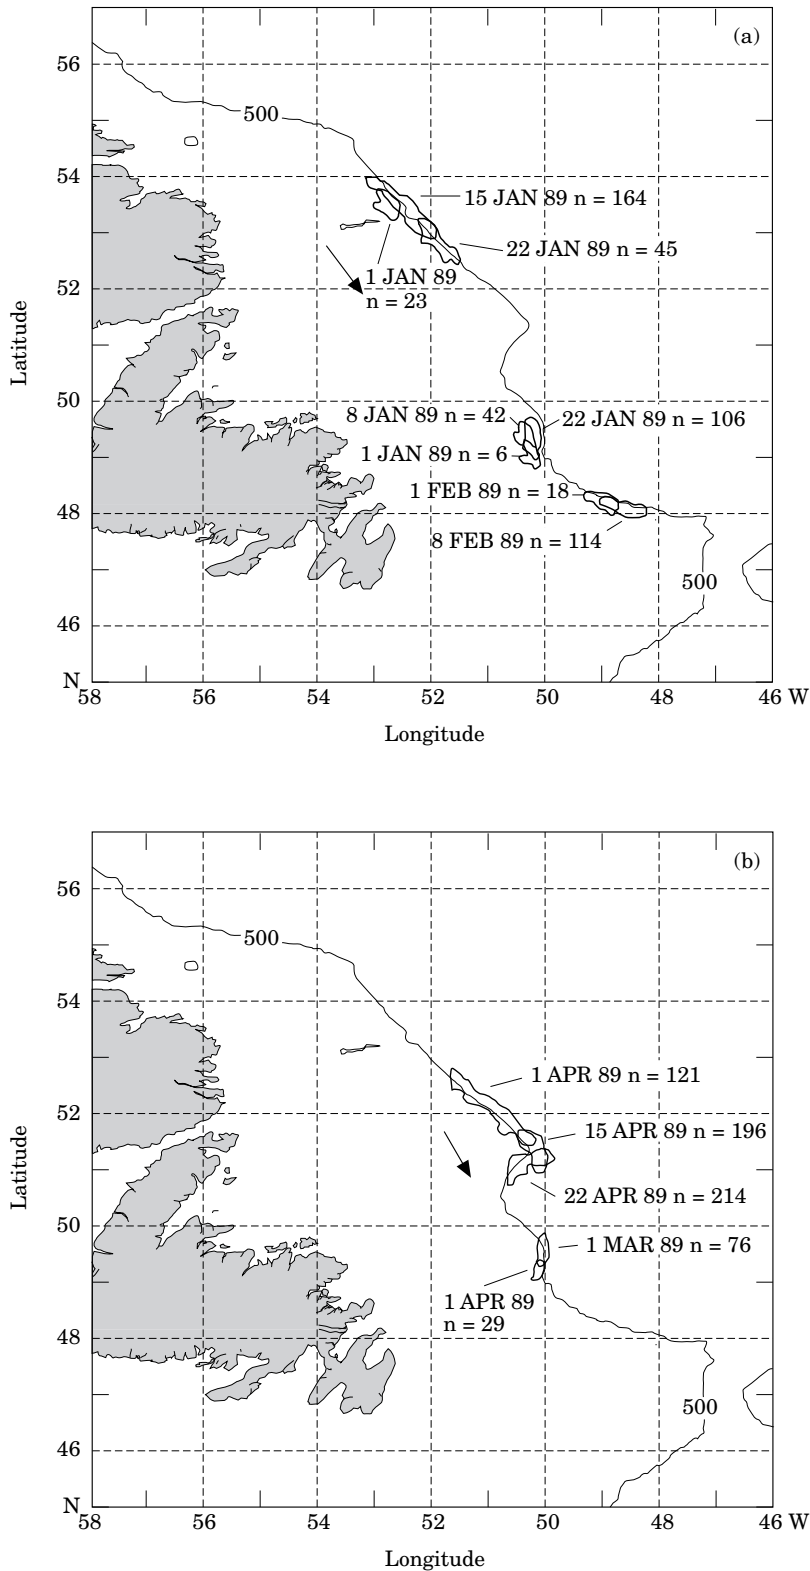 (a)
56
500
54
15 JAN 89 n = 164
22 JAN 89 n = 45
1 JAN 89
n = 23
52
Latitude
50
8 JAN 89 n = 42
22 JAN 89 n = 106
1 JAN 89 n = 6
1 FEB 89 n = 18
48
8 FEB 89 n = 114
500
46
N
58 56 54 52 50 48 46 W
Longitude
(b)
56
500
54
1 APR 89 n = 121
52
15 APR 89 n = 196
Latitude
22 APR 89 n = 214
50
1 MAR 89 n = 76
1 APR 89
n = 29
48
500
46
N
58 56 54 52 50 48 46 W
Longitude